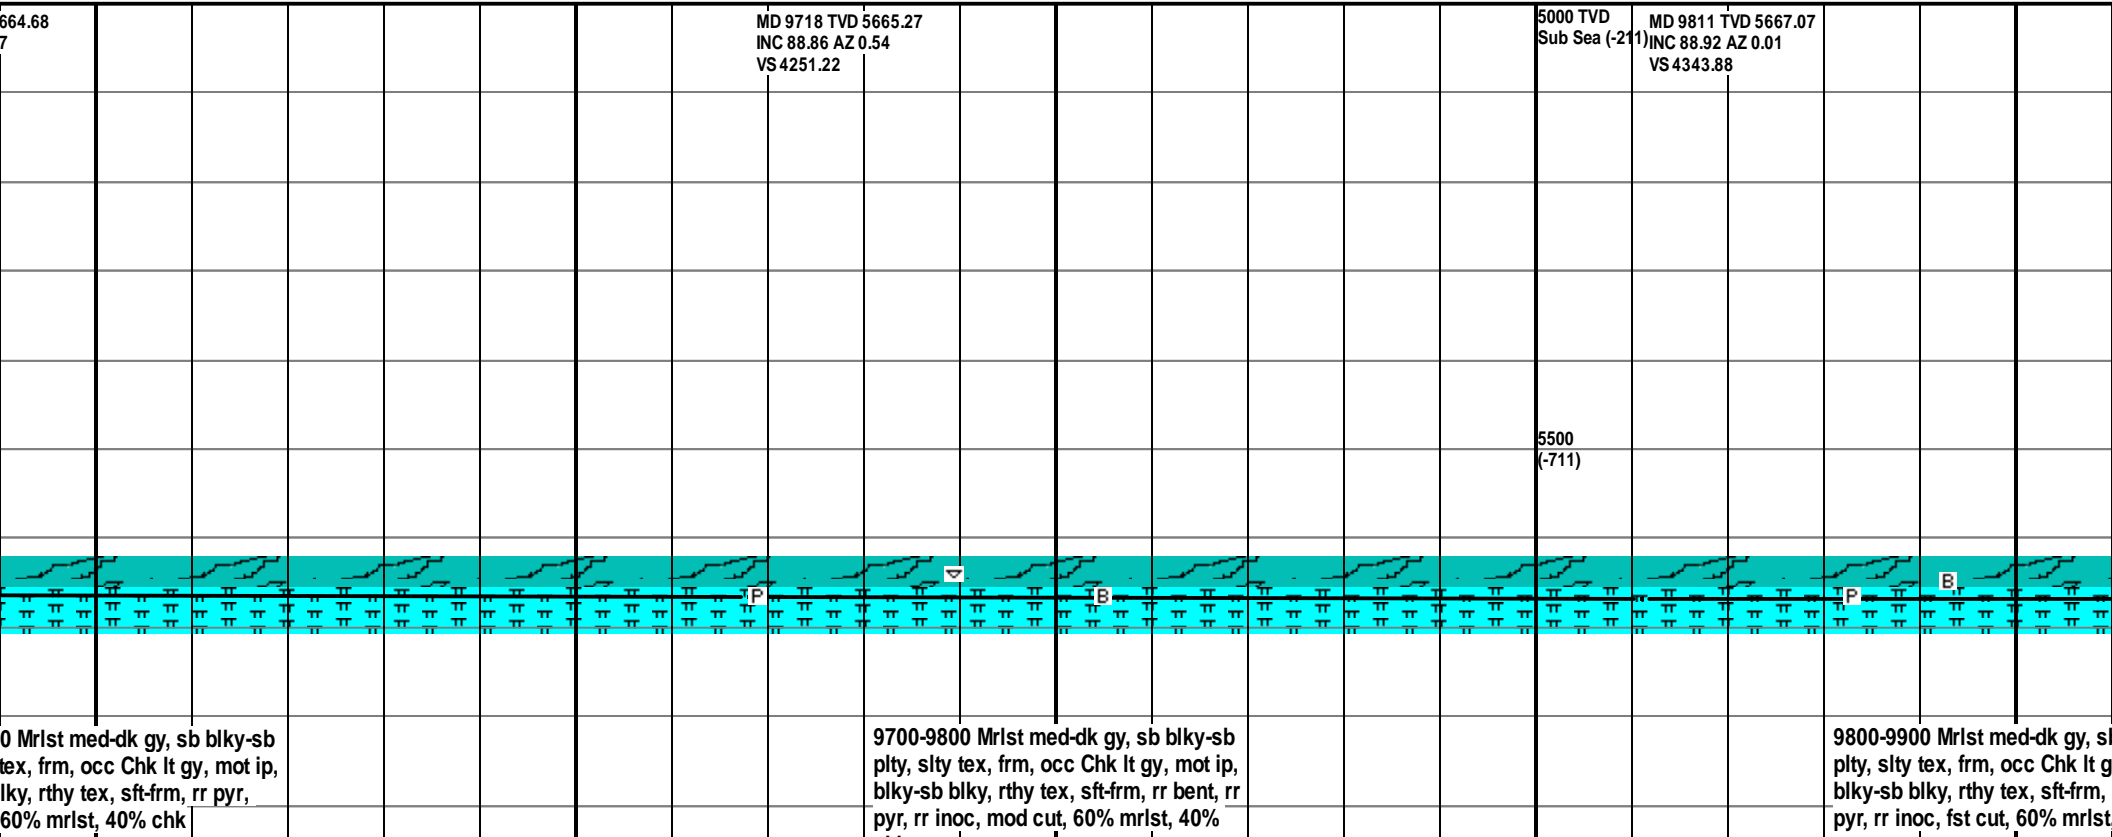 664.68
7
MD 9718 TVD 5665.27
INC 88.86 AZ 0.54
VS 4251.22
5000 TVD
Sub Sea (-211)
MD 9811 TVD 5667.07
INC 88.92 AZ 0.01
VS 4343.88
5500
(-711)
P
B
P
B
0 Mrlst med-dk gy, sb blky-sb
tex, frm, occ Chk lt gy, mot ip,
lky, rthy tex, sft-frm, rr pyr,
60% mrlst, 40% chk
9700-9800 Mrlst med-dk gy, sb blky-sb
plty, slty tex, frm, occ Chk lt gy, mot ip,
blky-sb blky, rthy tex, sft-frm, rr bent, rr
pyr, rr inoc, mod cut, 60% mrlst, 40%
9800-9900 Mrlst med-dk gy, sb
plty, slty tex, frm, occ Chk lt g
blky-sb blky, rthy tex, sft-frm,
pyr, rr inoc, fst cut, 60% mrlst,